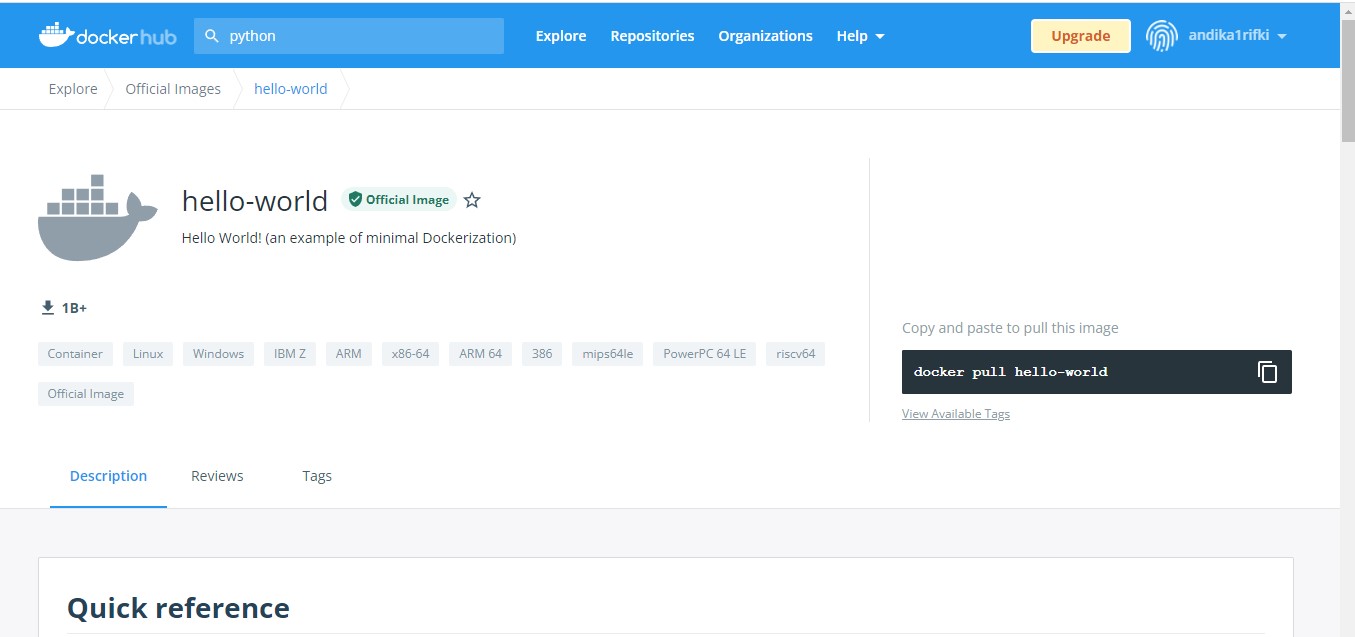 dockerhub python Explore Repositories Organizations Help Upgrade andika1rifki
Explore Official Images hello-world
hello-world Official Image
Hello World! (an example of minimal Dockerization)
1B+
Container Linux Windows IBM Z ARM x86-64 ARM 64 386 mips64le PowerPC 64 LE riscv64
Official Image
Copy and paste to pull this image
docker pull hello-world
View Available Tags
Description Reviews Tags
Quick reference